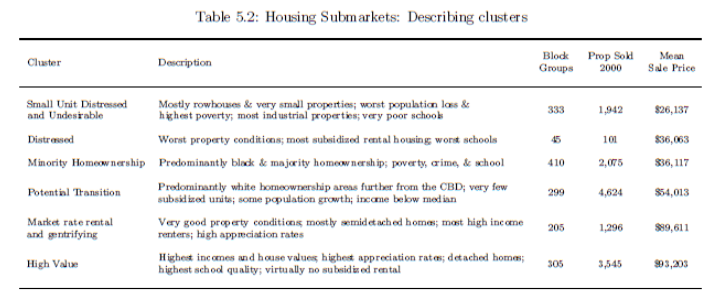 Table 5.2: Housing Submarkets: Describing clusters
Cluster Description Block Groups Prop Sold 2000 Mean Sale Price
Small Unit Distressed and Undesirable Mostly rowhouses & very small properties; worst population loss & highest poverty; most industrial properties; very poor schools 333 1,942 $26,137
Distressed Worst property conditions; most subsidized rental housing; worst schools 45 101 $36,063
Minority Homeownership Predominantly black & majority homeownership; poverty, crime, & school 410 2,075 $36,117
Potential Transition Predominantly white homeownership areas further from the CBD; very few subsidized units; some population growth; income below median 299 4,624 $54,013
Market rate rental and gentrifying Very good property conditions; mostly semidetached homes; most high income renters; high appreciation rates 205 1,296 $89,611
High Value Highest incomes and house values; highest appreciation rates; detached homes; highest school quality; virtually no subsidized rental 305 3,545 $93,203